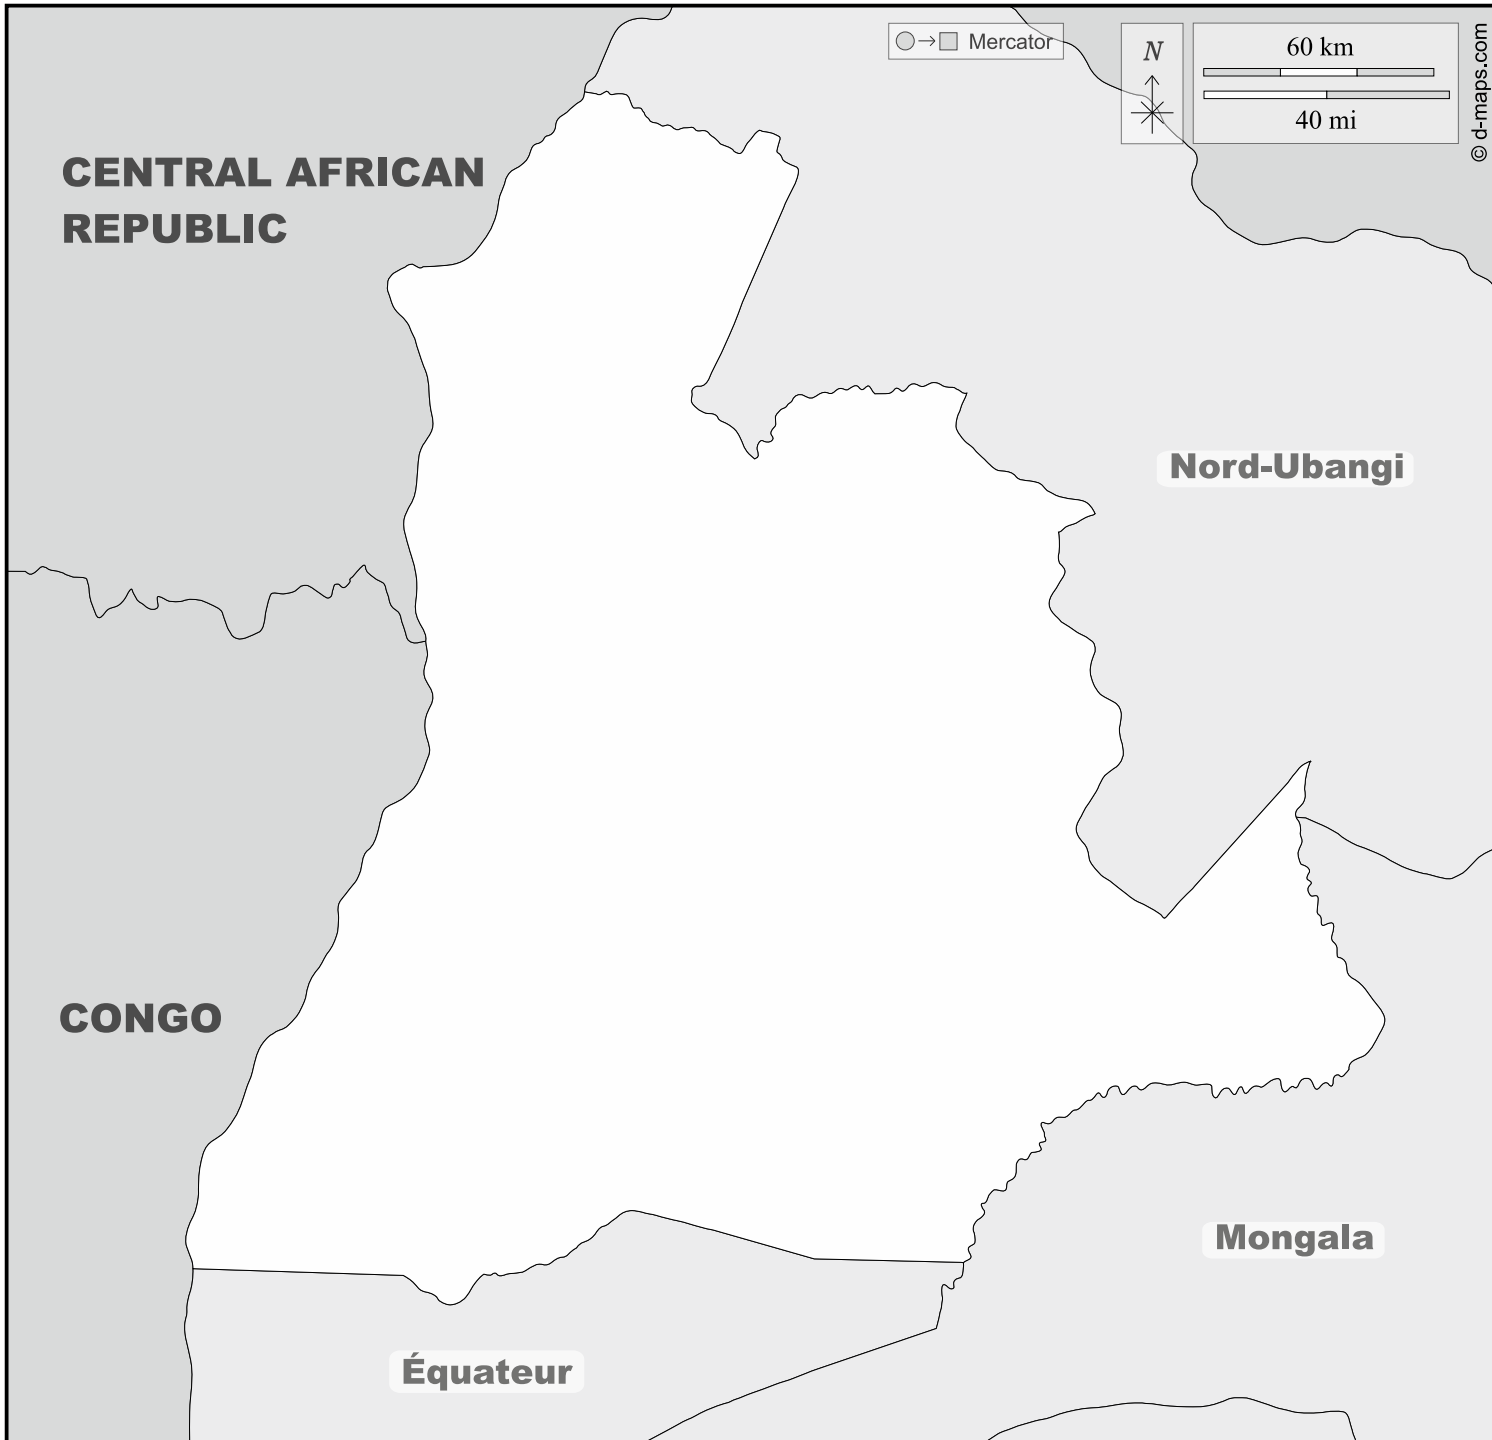 Mercator
N
60 km
40 mi
© d-maps.com
CENTRAL AFRICAN
REPUBLIC
Nord-Ubangi
CONGO
Mongala
Équateur